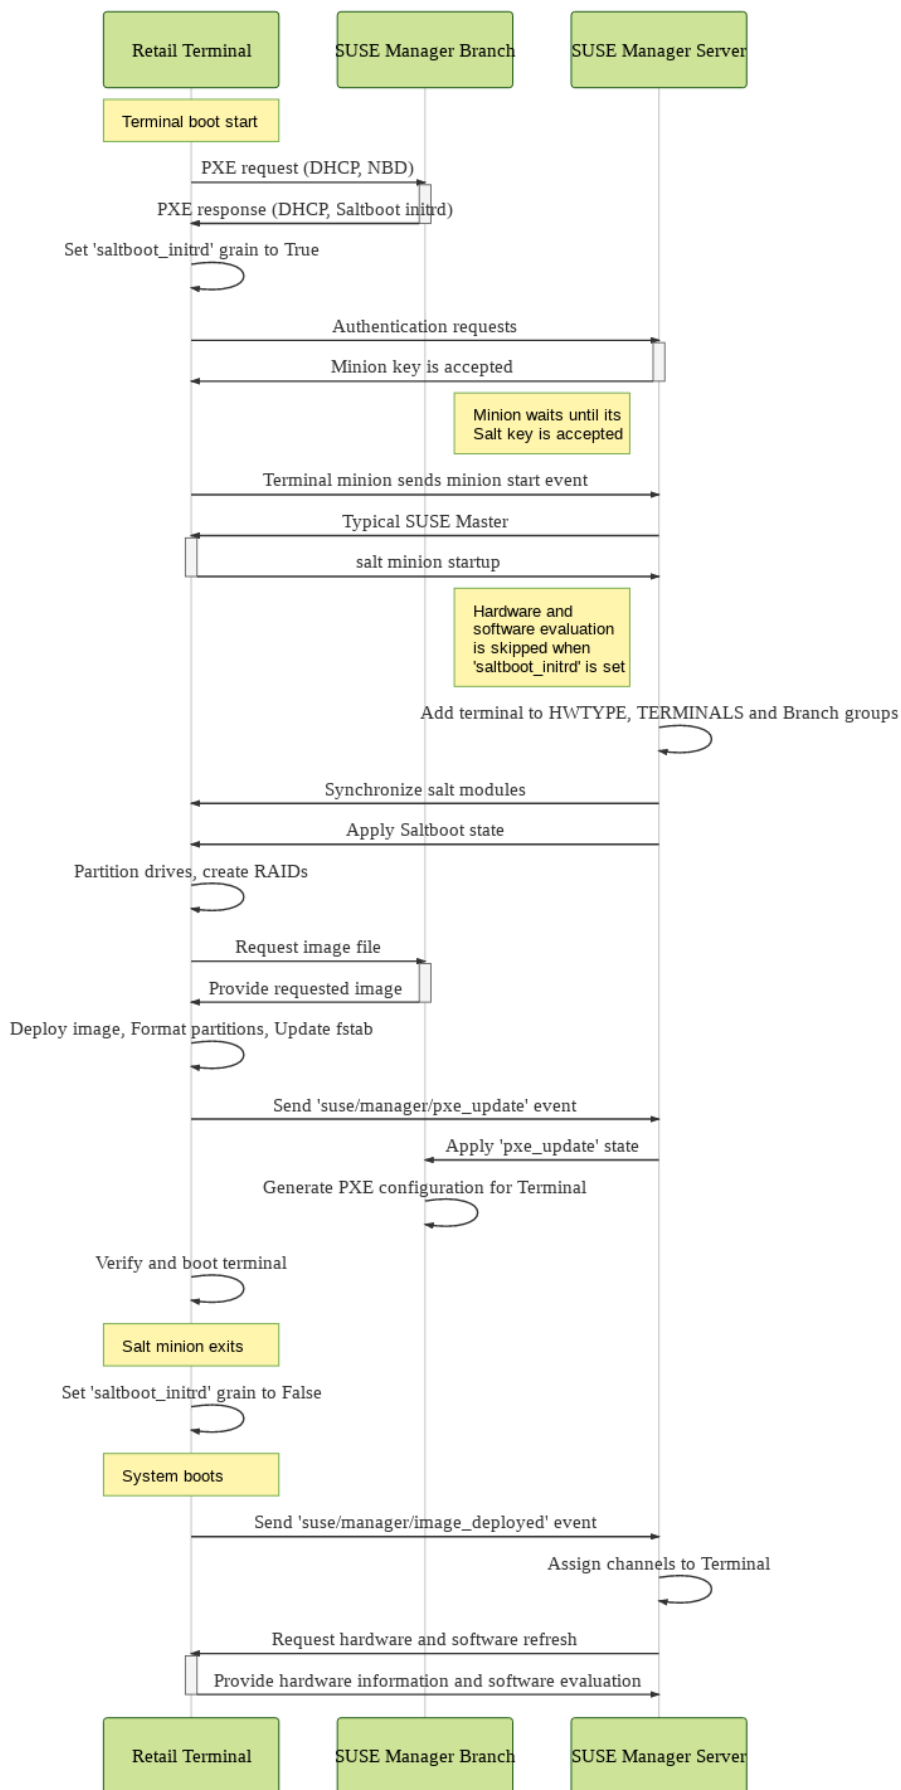 Retail Terminal
SUSE Manager Branch
SUSE Manager Server
Terminal boot start
PXE request (DHCP, NBD)
PXE response (DHCP, Saltboot initrd)
Set 'saltboot_initrd' grain to True
Authentication requests
Minion key is accepted
Minion waits until its
Salt key is accepted
Terminal minion sends minion start event
Typical SUSE Master
salt minion startup
Hardware and
software evaluation
is skipped when
'saltboot_initrd' is set
Add terminal to HWTYPE, TERMINALS and Branch groups
Synchronize salt modules
Apply Saltboot state
Partition drives, create RAIDs
Request image file
Provide requested image
Deploy image, Format partitions, Update fstab
Send 'suse/manager/pxe_update' event
Apply 'pxe_update' state
Generate PXE configuration for Terminal
Verify and boot terminal
Salt minion exits
Set 'saltboot_initrd' grain to False
System boots
Send 'suse/manager/image_deployed' event
Assign channels to Terminal
Request hardware and software refresh
Provide hardware information and software evaluation
Retail Terminal
SUSE Manager Branch
SUSE Manager Server